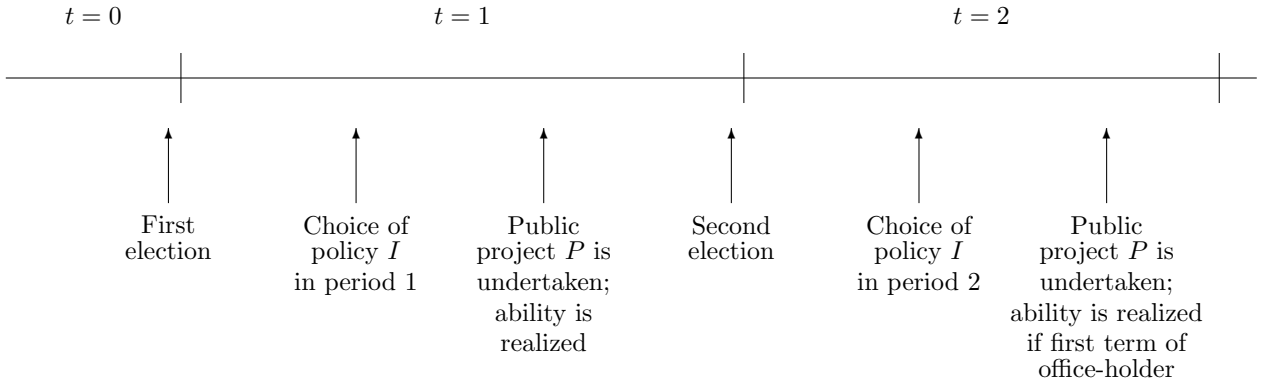 t = 0
t = 1
t = 2
First
election
Choice of
policy I
in period 1
Public
project P is
undertaken;
ability is
realized
Second
election
Choice of
policy I
in period 2
Public
project P is
undertaken;
ability is realized
if first term of
office-holder